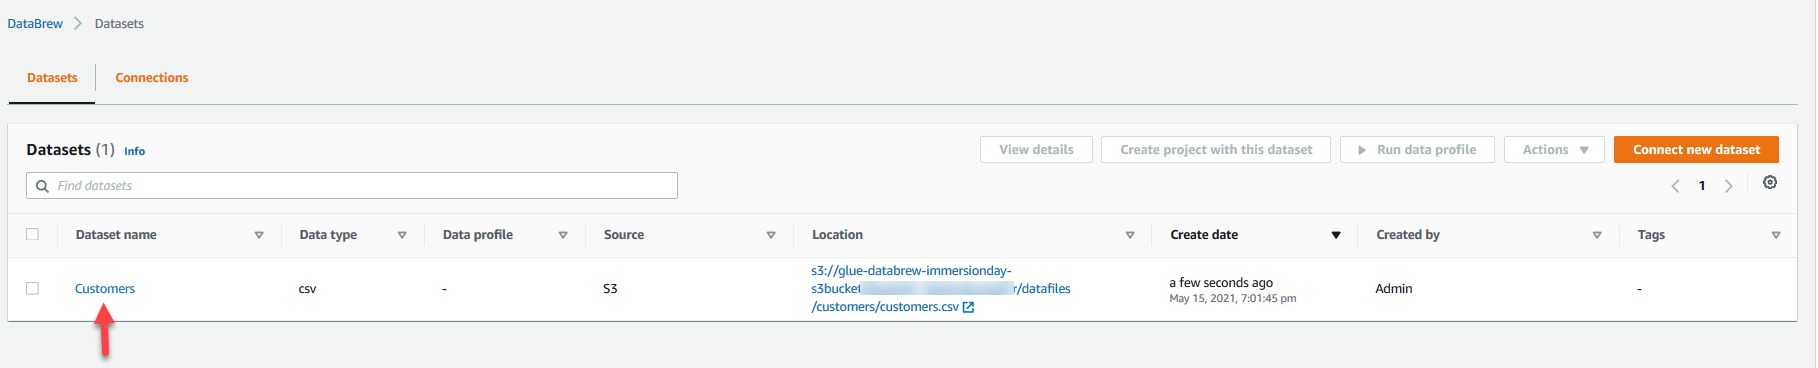 DataBrew > Datasets
Datasets Connections
Datasets (1) Info View details Create project with this dataset Run data profile Actions Connect new dataset
Find datasets 1
Dataset name Data type Data profile Source Location Create date Created by Tags
Customers csv - S3 s3://glue-databrew-immersionday- a few seconds ago Admin -
s3bucket r/datafiles May 15, 2021, 7:01:45 pm
/customers/customers.csv